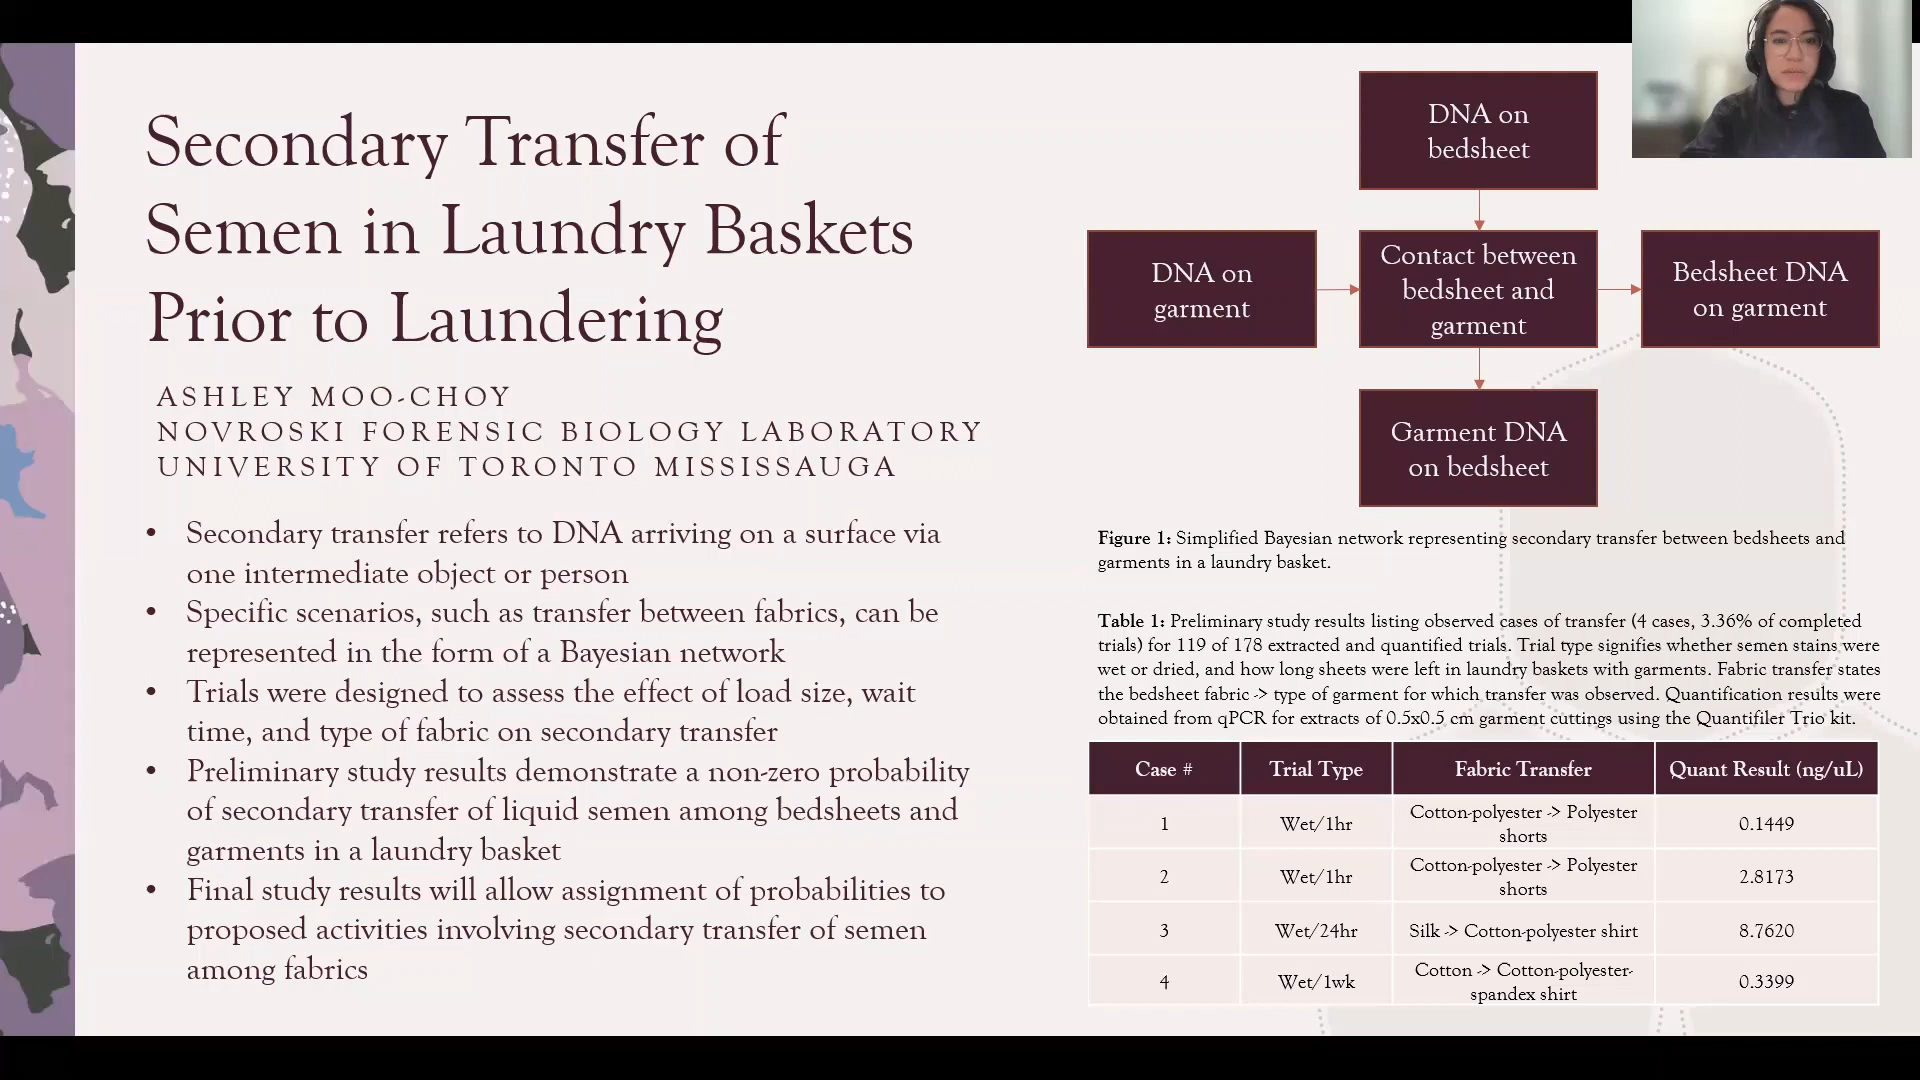 Secondary Transfer of
Semen in Laundry Baskets
Prior to Laundering
ASHLEY MOO-CHOY
NOVROSKI FORENSIC BIOLOGY LABORATORY
UNIVERSITY OF TORONTO MISSISSAUGA
• Secondary transfer refers to DNA arriving on a surface via
one intermediate object or person
• Specific scenarios, such as transfer between fabrics, can be
represented in the form of a Bayesian network
• Trials were designed to assess the effect of load size, wait
time, and type of fabric on secondary transfer
• Preliminary study results demonstrate a non-zero probability
of secondary transfer of liquid semen among bedsheets and
garments in a laundry basket
• Final study results will allow assignment of probabilities to
proposed activities involving secondary transfer of semen
among fabrics
DNA on
bedsheet
DNA on
garment
Contact between
bedsheet and
garment
Bedsheet DNA
on garment
Garment DNA
on bedsheet
Figure 1: Simplified Bayesian network representing secondary transfer between bedsheets and
garments in a laundry basket.
Table 1: Preliminary study results listing observed cases of transfer (4 cases, 3.36% of completed
trials) for 119 of 178 extracted and quantified trials. Trial type signifies whether semen stains were
wet or dried, and how long sheets were left in laundry baskets with garments. Fabric transfer states
the bedsheet fabric -> type of garment for which transfer was observed. Quantification results were
obtained from qPCR for extracts of 0.5x0.5 cm garment cuttings using the Quantifiler Trio kit.
Case # Trial Type Fabric Transfer Quant Result (ng/uL)
1 Wet/1hr Cotton-polyester -> Polyester shorts 0.1449
2 Wet/1hr Cotton-polyester -> Polyester shorts 2.8173
3 Wet/24hr Silk -> Cotton-polyester shirt 8.7620
4 Wet/1wk Cotton -> Cotton-polyester-spandex shirt 0.3399